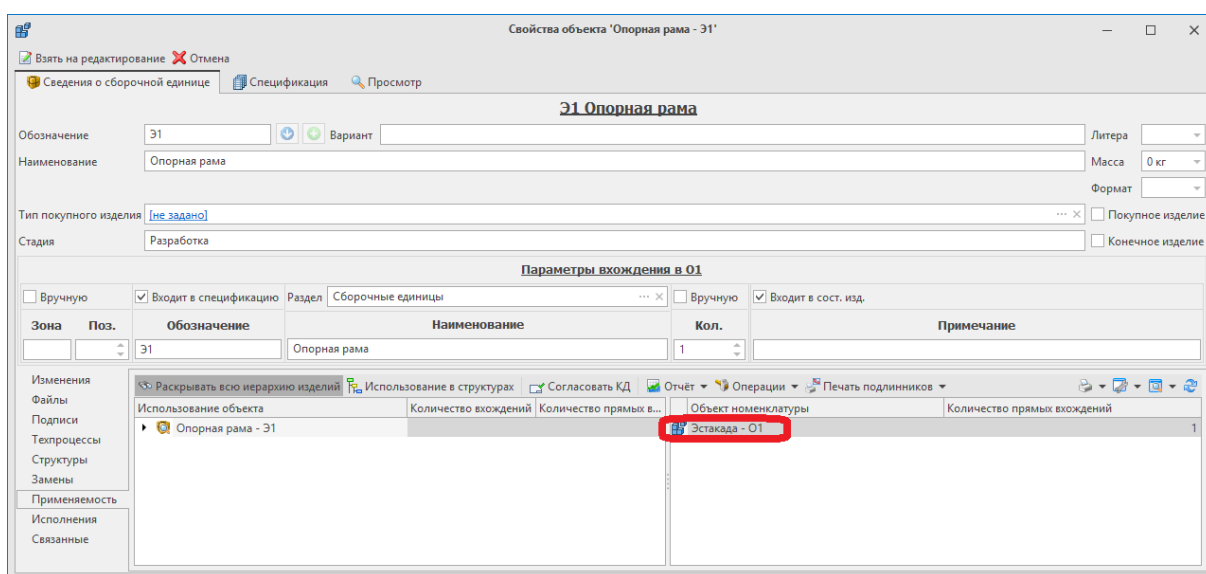 Свойства объекта 'Опорная рама - Э1'
Взять на редактирование Отмена
Сведения о сборочной единице Спецификация Просмотр
Э1 Опорная рама
Обозначение Э1 Вариант Литера
Наименование Опорная рама Масса 0 кг
Формат
Тип покупного изделия [не задано] Покупное изделие
Стадия Разработка Конечное изделие
Параметры вхождения в О1
Вручную Входит в спецификацию Раздел Сборочные единицы Вручную Входит в сост. изд.
Зона Поз. Обозначение Наименование Кол. Примечание
Э1 Опорная рама 1
Изменения
Файлы
Подписи
Техпроцессы
Структуры
Замены
Применяемость
Исполнения
Связанные
Раскрывать всю иерархию изделий Использование в структурах Согласовать КД Отчёт Операции Печать подлинников
Использование объекта Количество вхождений Количество прямых в... Объект номенклатуры Количество прямых вхождений
Опорная рама - Э1 Эстакада - О1 1